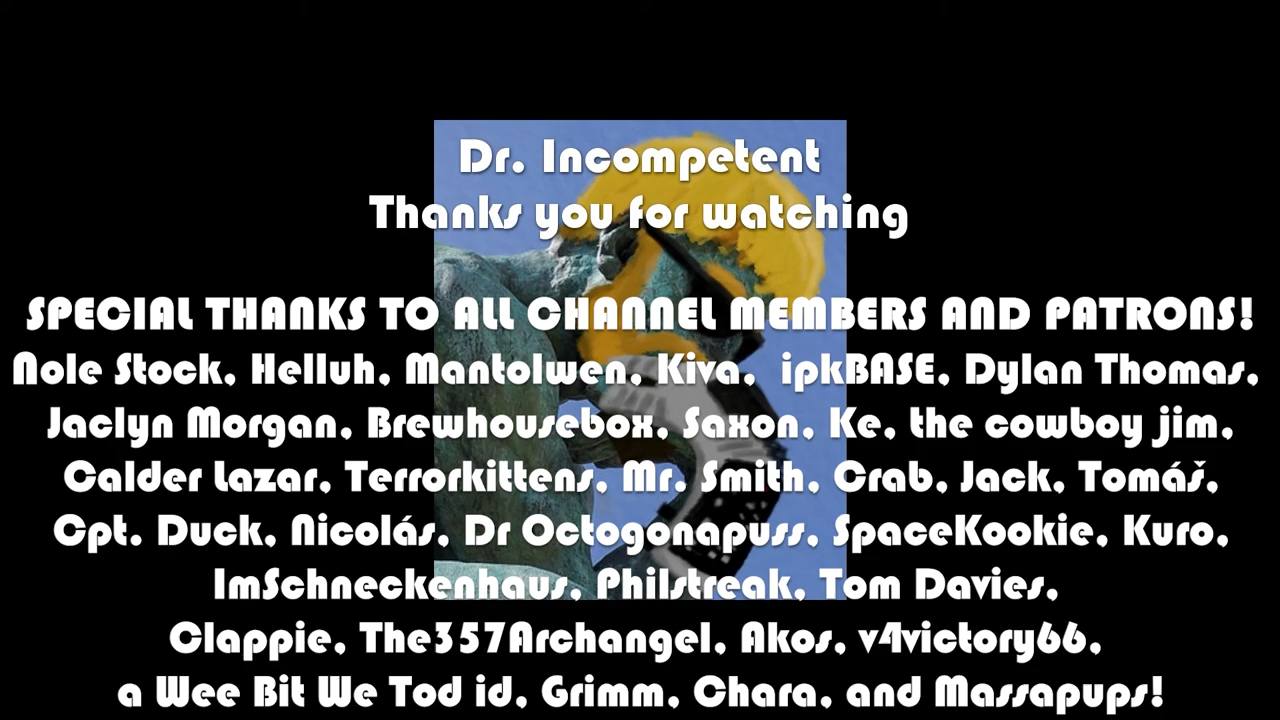 Dr. Incompetent
Thanks you for watching
SPECIAL THANKS TO ALL CHANNEL MEMBERS AND PATRONS!
Nole Stock, Helluh, Mantolwen, Kiva, ipkBASE, Dylan Thomas,
Jaclyn Morgan, Brewhousebox, Saxon, Ke, the cowboy jim,
Calder Lazar, Terrorkittens, Mr. Smith, Crab, Jack, Tomáš,
Cpt. Duck, Nicolás, Dr Octogonapuss, SpaceKookie, Kuro,
ImSchneckenhaus, Philstreak, Tom Davies,
Clappie, The357Archangel, Akos, v4victory66,
a Wee Bit We Tod id, Grimm, Chara, and Massapups!